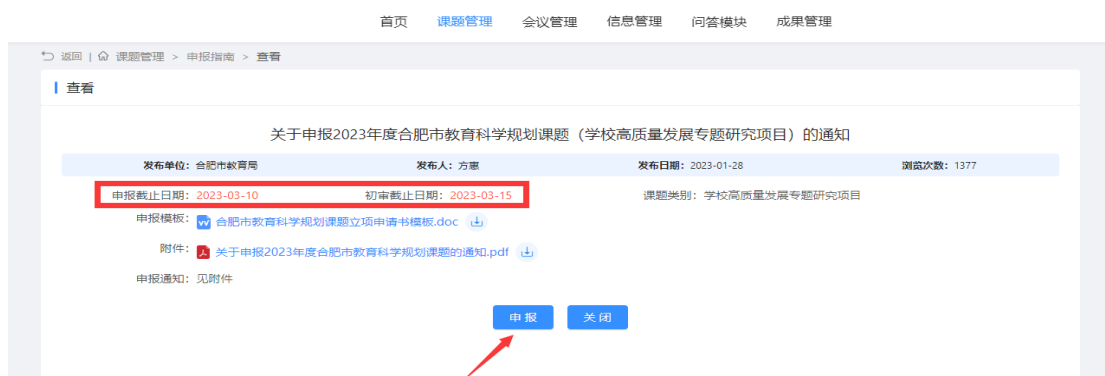 首页 课题管理 会议管理 信息管理 问答模块 成果管理
返回 | 课题管理 > 申报指南 > 查看
查看
关于申报2023年度合肥市教育科学规划课题（学校高质量发展专题研究项目）的通知
发布单位：合肥市教育局 发布人：方惠 发布日期：2023-01-28 浏览次数：1377
申报截止日期：2023-03-10 初审截止日期：2023-03-15 课题类别：学校高质量发展专题研究项目
申报模板：合肥市教育科学规划课题立项申请书模板.doc
附件：关于申报2023年度合肥市教育科学规划课题的通知.pdf
申报通知：见附件
申报 关闭